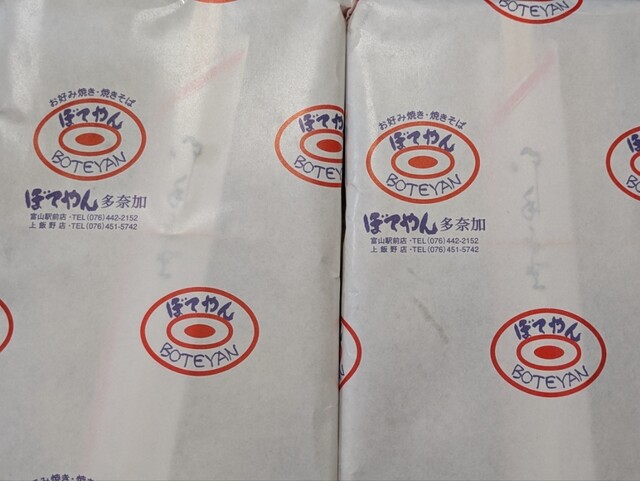 BOTEYAN
お好み焼き・焼きそば
ぼてやん
BOTEYAN
ぼてやん多奈加
富山駅前店・TEL(076)442-2152
上飯野店・TEL(076)451-5742
ぼてやん
BOTEYAN
お好み焼き・焼きそば
ぼてやん
BOTEYAN
ぼてやん多奈加
富山駅前店・TEL(076)442-2152
上飯野店・TEL(076)451-5742
ぼてやん
BOTEYAN